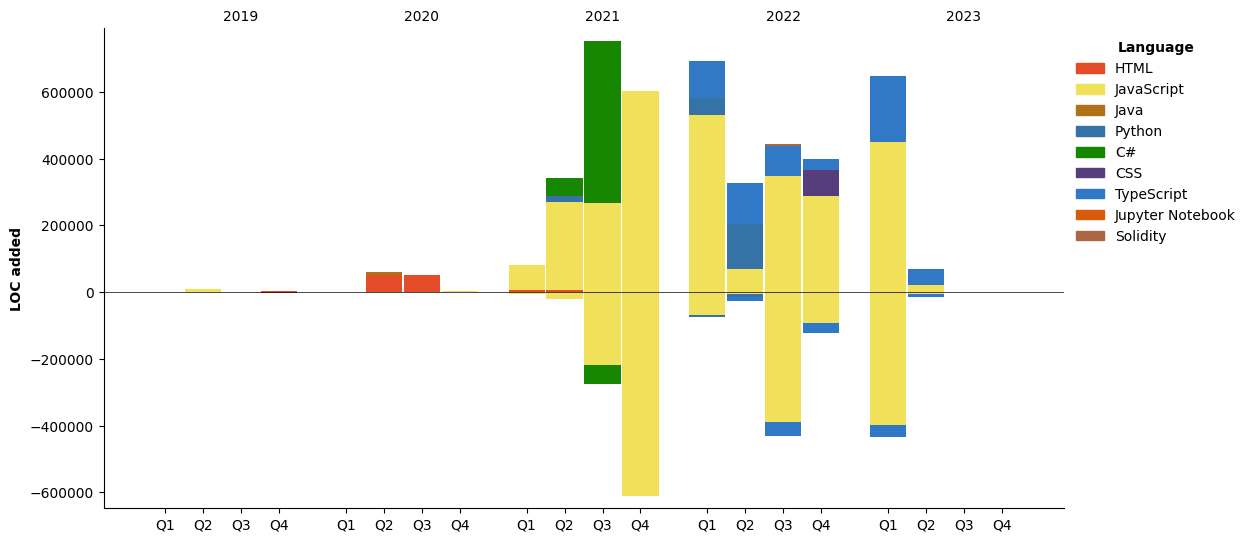 2019 2020 2021 2022 2023
Language
HTML
JavaScript
Java
Python
C#
CSS
TypeScript
Jupyter Notebook
Solidity
LOC added
600000
400000
200000
0
−200000
−400000
−600000
Q1 Q2 Q3 Q4 Q1 Q2 Q3 Q4 Q1 Q2 Q3 Q4 Q1 Q2 Q3 Q4 Q1 Q2 Q3 Q4